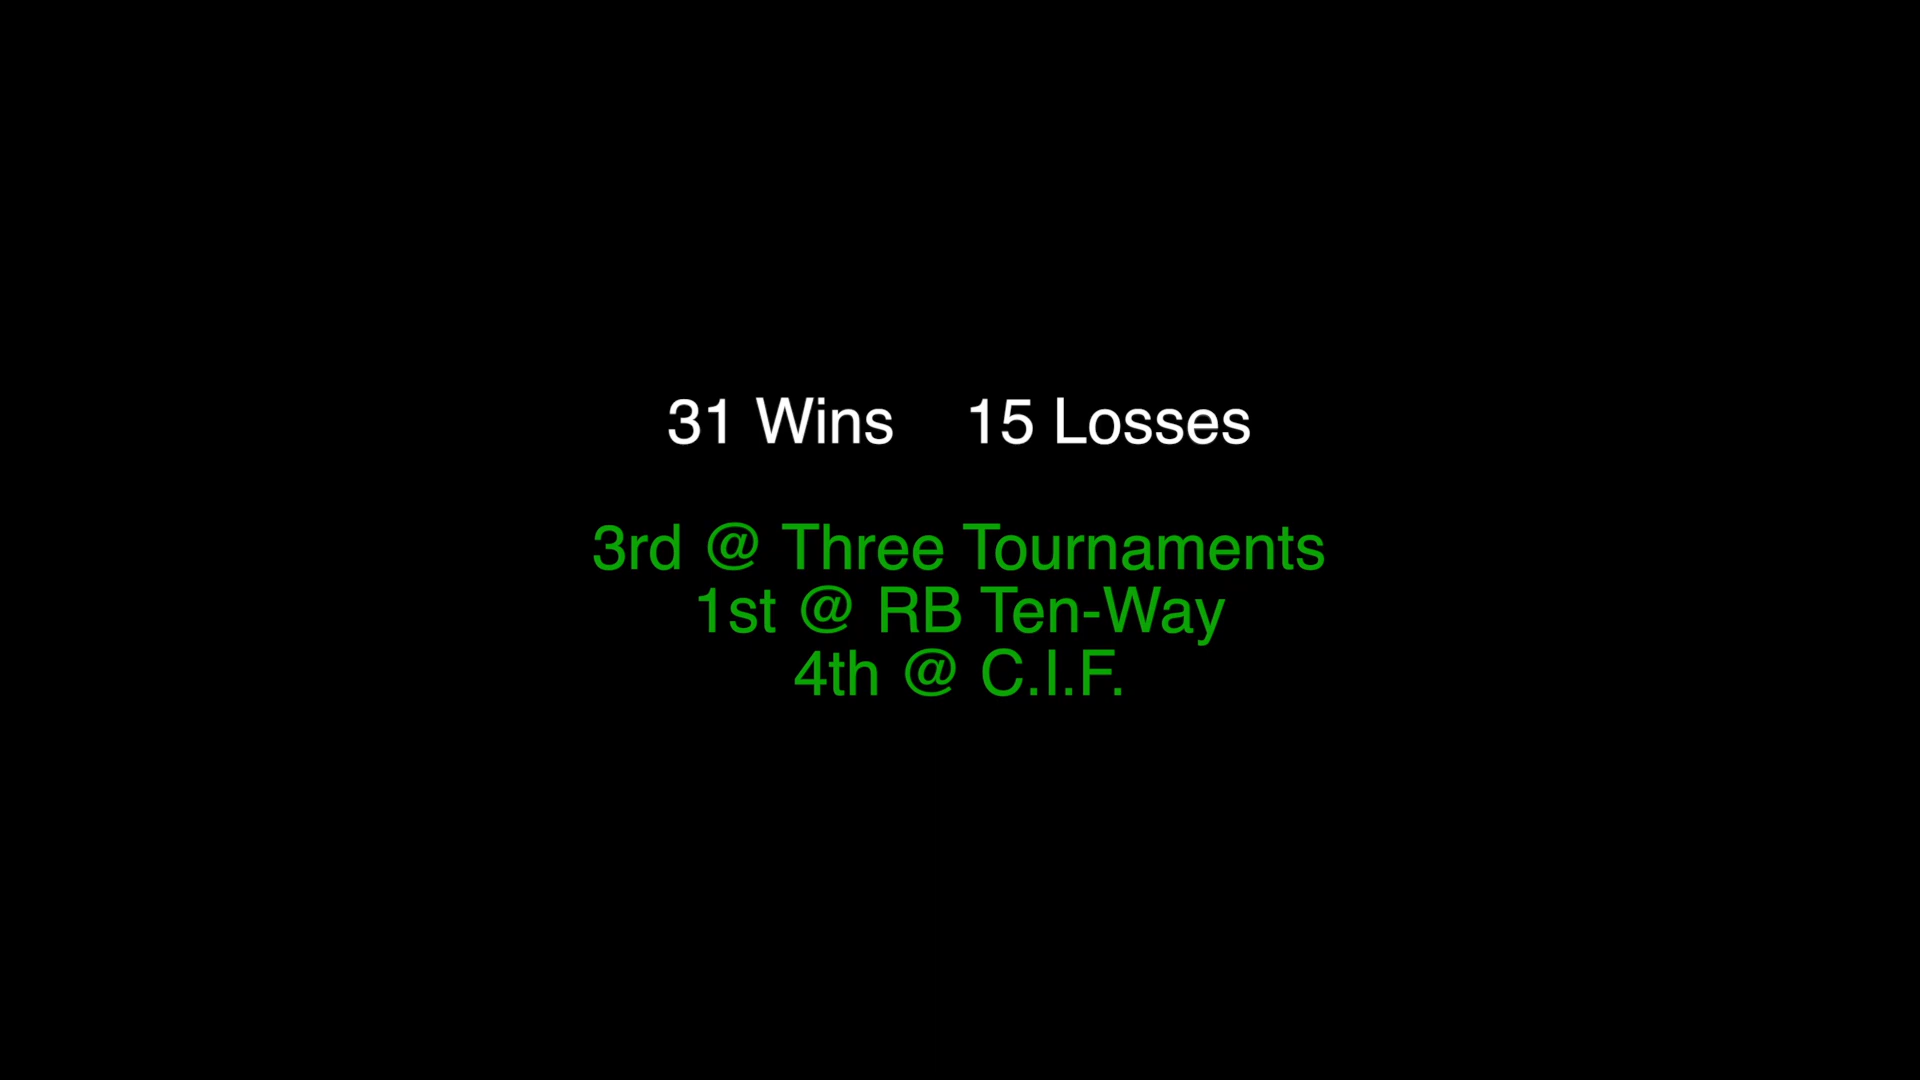 31 Wins    15 Losses
3rd @ Three Tournaments
1st @ RB Ten-Way
4th @ C.I.F.